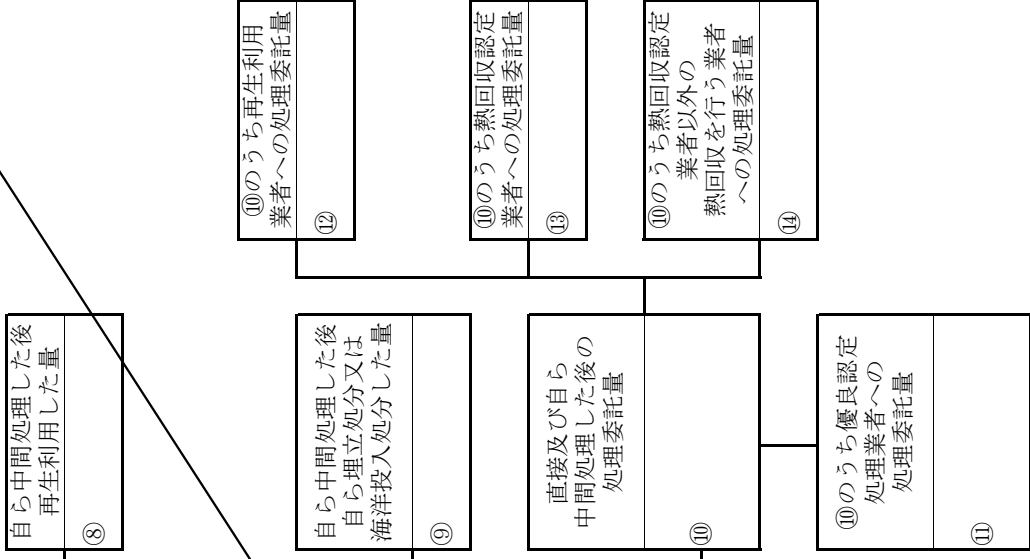 自ら中間処理した後
再生利用した量
⑧
自ら中間処理した後
自ら埋立処分又は
海洋投入処分した量
⑨
直接及び自ら
中間処理した後の
処理委託量
⑩
⑩のうち優良認定
処理業者への
処理委託量
⑪
⑩のうち再生利用
業者への処理委託量
⑫
⑩のうち熱回収認定
業者への処理委託量
⑬
⑩のうち熱回収認定
業者以外の
熱回収を行う業者
への処理委託量
⑭